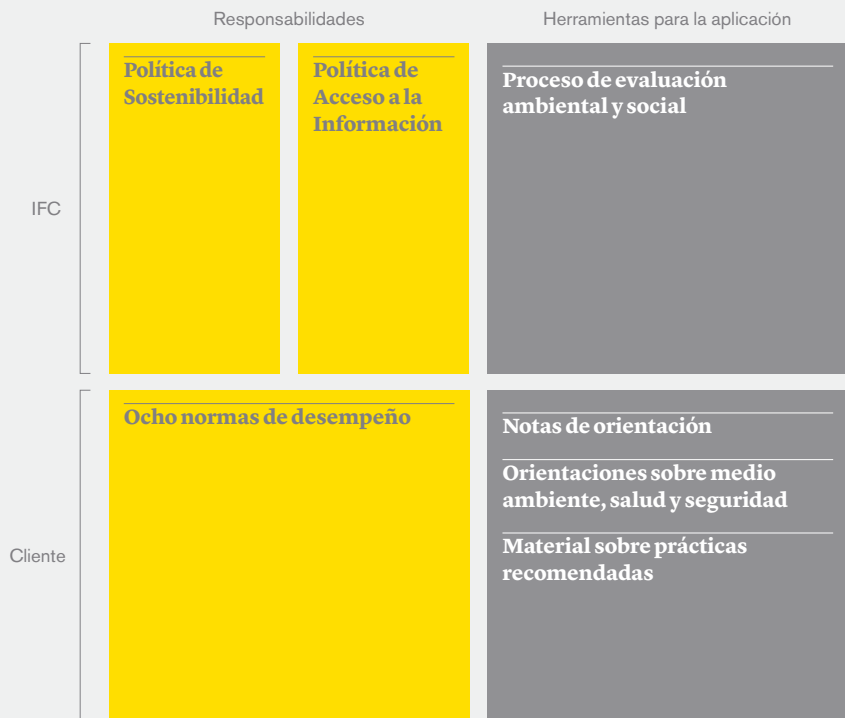 Responsabilidades
Herramientas para la aplicación
IFC
Política de
Sostenibilidad
Política de
Acceso a la
Información
Proceso de evaluación
ambiental y social
Cliente
Ocho normas de desempeño
Notas de orientación
Orientaciones sobre medio
ambiente, salud y seguridad
Material sobre prácticas
recomendadas